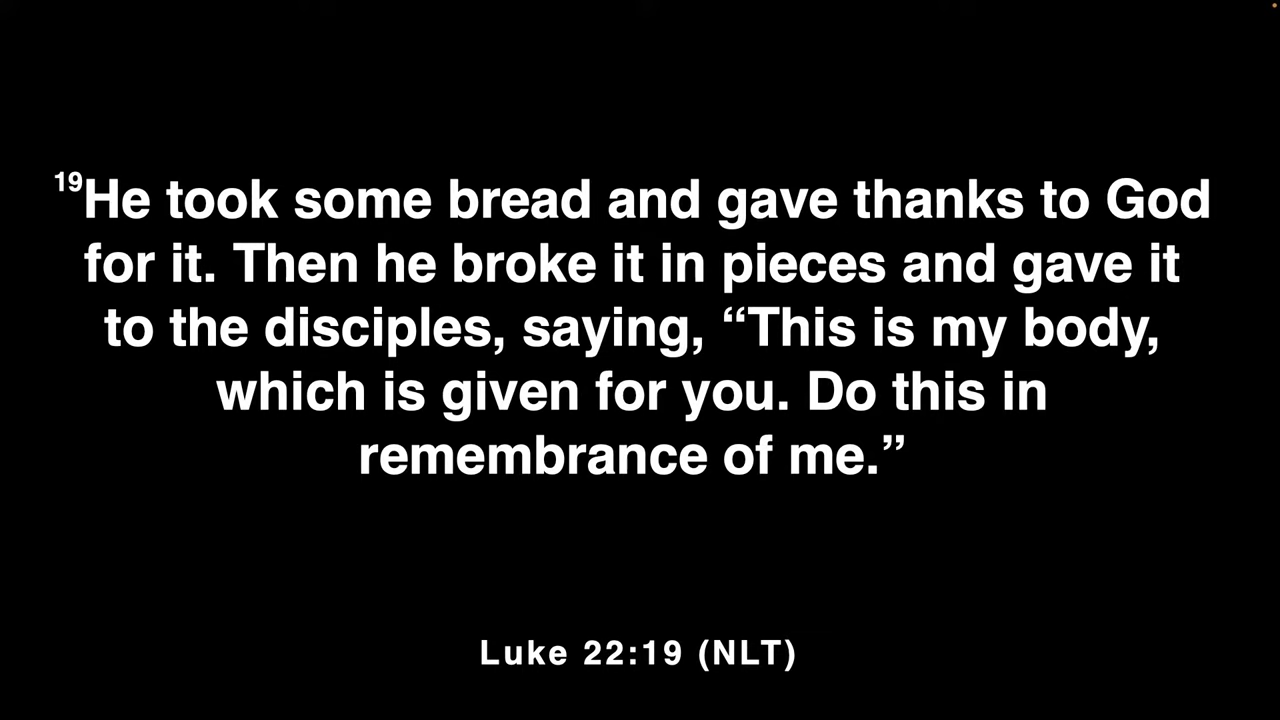 19He took some bread and gave thanks to God
for it. Then he broke it in pieces and gave it
to the disciples, saying, “This is my body,
which is given for you. Do this in
remembrance of me.”
Luke 22:19 (NLT)